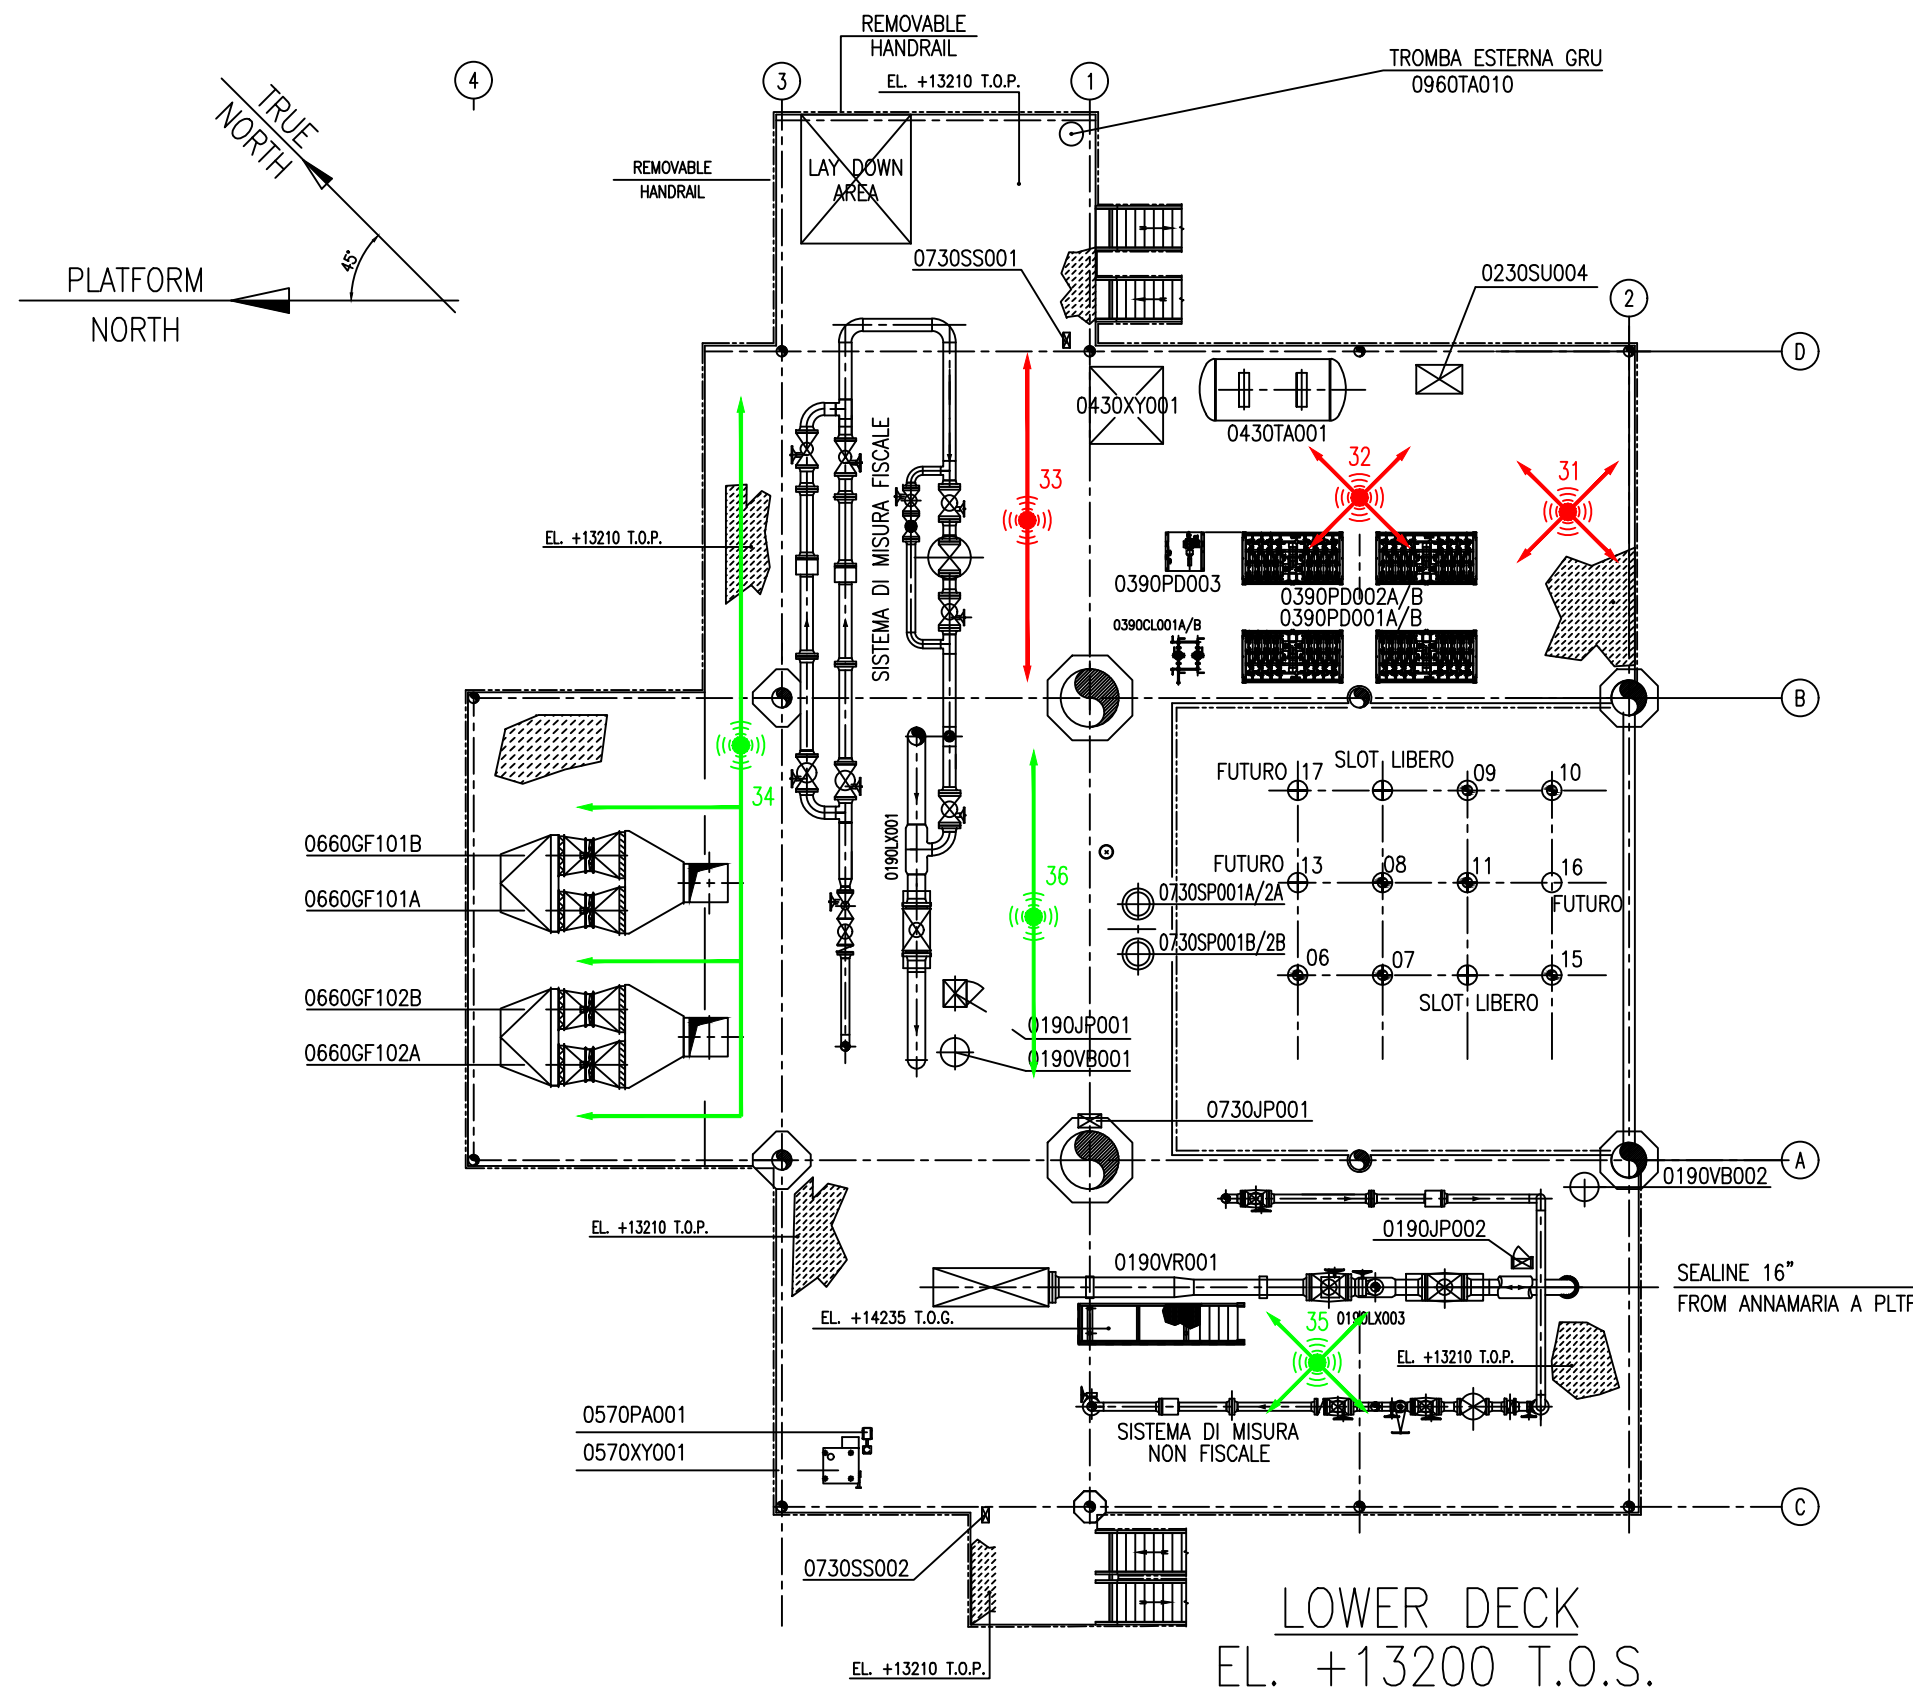 REMOVABLE
HANDRAIL
TROMBA ESTERNA GRU
0960TA010
4
3
1
EL. +13210 T.O.P.
TRUE
NORTH
LAY DOWN
AREA
REMOVABLE
HANDRAIL
45°
PLATFORM
NORTH
0730SS001
0230SU004
2
D
0430XY001
0430TA001
SISTEMA DI MISURA FISCALE
33
32
31
EL. +13210 T.O.P.
0390PD003
0390PD002A/B
0390PD001A/B
0390CL001A/B
B
34
SLOT LIBERO
FUTURO
17
09
10
0190LX001
0660GF101B
0660GF101A
36
FUTURO
13
08
11
16
FUTURO
0730SP001A/2A
0730SP001B/2B
06
07
15
SLOT LIBERO
0660GF102B
0660GF102A
0190JP001
0190VB001
0730JP001
A
0190VB002
EL. +13210 T.O.P.
0190JP002
0190VR001
SEALINE 16"
FROM ANNAMARIA A PLTF
EL. +14235 T.O.G.
35
0190LX003
EL. +13210 T.O.P.
0570PA001
0570XY001
SISTEMA DI MISURA
NON FISCALE
C
0730SS002
EL. +13210 T.O.P.
LOWER DECK
EL. +13200 T.O.S.